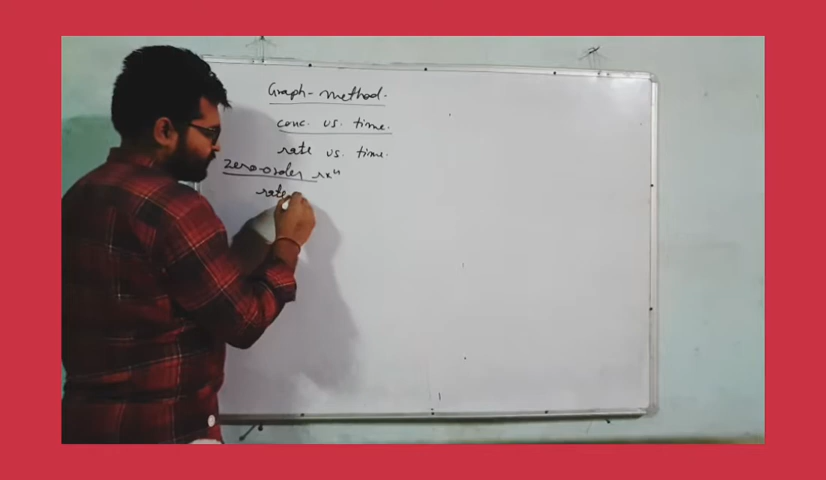 Graph-method.
conc. vs. time.
rate vs. time.
Zero-order rxⁿ
rate